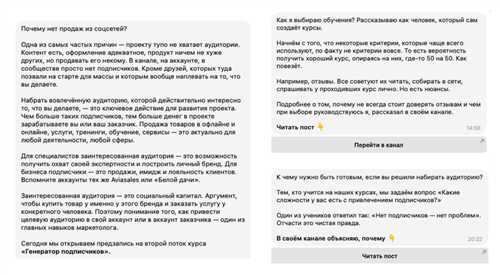 Почему нет продаж из соцсетей?
Одна из самых частых причин — проекту тупо не хватает аудитории.
Контент есть, оформление адекватное, продукт ничем не хуже
других, но продавать его некому. В канале, на аккаунте, в
сообществе просто нет подписчиков. Кроме друзей, которых туда
позвали на старте для массы и которым вообще наплевать на то, что
вы делаете.
Набрать вовлечённую аудиторию, которой действительно интересно
то, что вы делаете, — это ключевое действие для развития проекта.
Чем больше таких подписчиков, тем больше денег в проекте
зарабатываете вы или ваш заказчик. Продажа товаров в офлайне и
онлайне, услуги, тренинги, обучение, сервисы — это актуально для
любой деятельности, любой сферы.
Для специалистов заинтересованная аудитория — это возможность
получить охват своей экспертности и построить личный бренд. Для
бизнеса подписчики — это продажи, имидж и лояльность клиентов.
Вспомните аккаунты тех же Aviasales или «Белой дачи».
Заинтересованная аудитория — это социальный капитал. Аргумент,
чтобы купить товар у именно у этого бренда и заказать услугу у
конкретного человека. Поэтому понимание того, как привести
целевую аудиторию в свой аккаунт или в аккаунт заказчика — один из
главных навыков маркетолога.
Сегодня мы открываем предзапись на второй поток курса
«Генератор подписчиков».
Как я выбираю обучение? Рассказываю как человек, который сам
создаёт курсы.
Начнём с того, что некоторые критерии, которые чаще всего
используют, по факту не критерии вовсе. То есть вероятность
получить хороший курс, опираясь на них, где-то 50 на 50. Как
повезёт.
Например, отзывы. Все советуют их читать, собирать в сети,
спрашивать у проходивших курс лично. Но есть нюансы.
Подробнее о том, почему не всегда стоит доверять отзывам и чем
при выборе руководствуюсь я, рассказал в своём канале.
Читать пост 👇
14:59
Перейти в канал
К чему нужно быть готовым, если вы решили набирать аудиторию?
Тем, кто учится на наших курсах, мы задаём вопрос «Какие
сложности у вас есть с привлечением подписчиков?»
Один из учеников ответил так: «Нет подписчиков — нет проблем».
Отчасти это чистая правда.
В своём канале объясняю, почему 👇
20:22
Читать пост